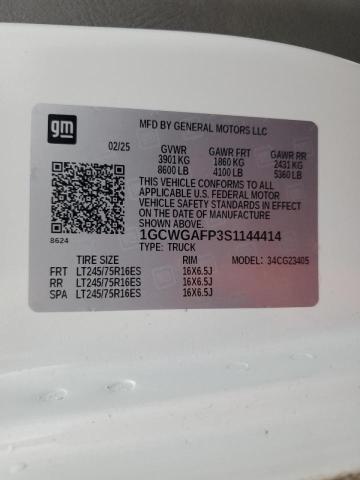 gm
MFD BY GENERAL MOTORS LLC
02/25 GVWR GAWR FRT GAWR RR
3901 KG 1860 KG 2431 KG
8600 LB 4100 LB 5360 LB
THIS VEHICLE CONFORMS TO ALL
APPLICABLE U.S. FEDERAL MOTOR
VEHICLE SAFETY STANDARDS IN EFFECT
ON THE DATE OF MANUFACTURE
SHOWN ABOVE.
8624 1GCWGAFP3S1144414
TYPE: TRUCK
TIRE SIZE RIM MODEL: 34CG23405
FRT LT245/75R16ES 16X6.5J
RR LT245/75R16ES 16X6.5J
SPA LT245/75R16ES 16X6.5J